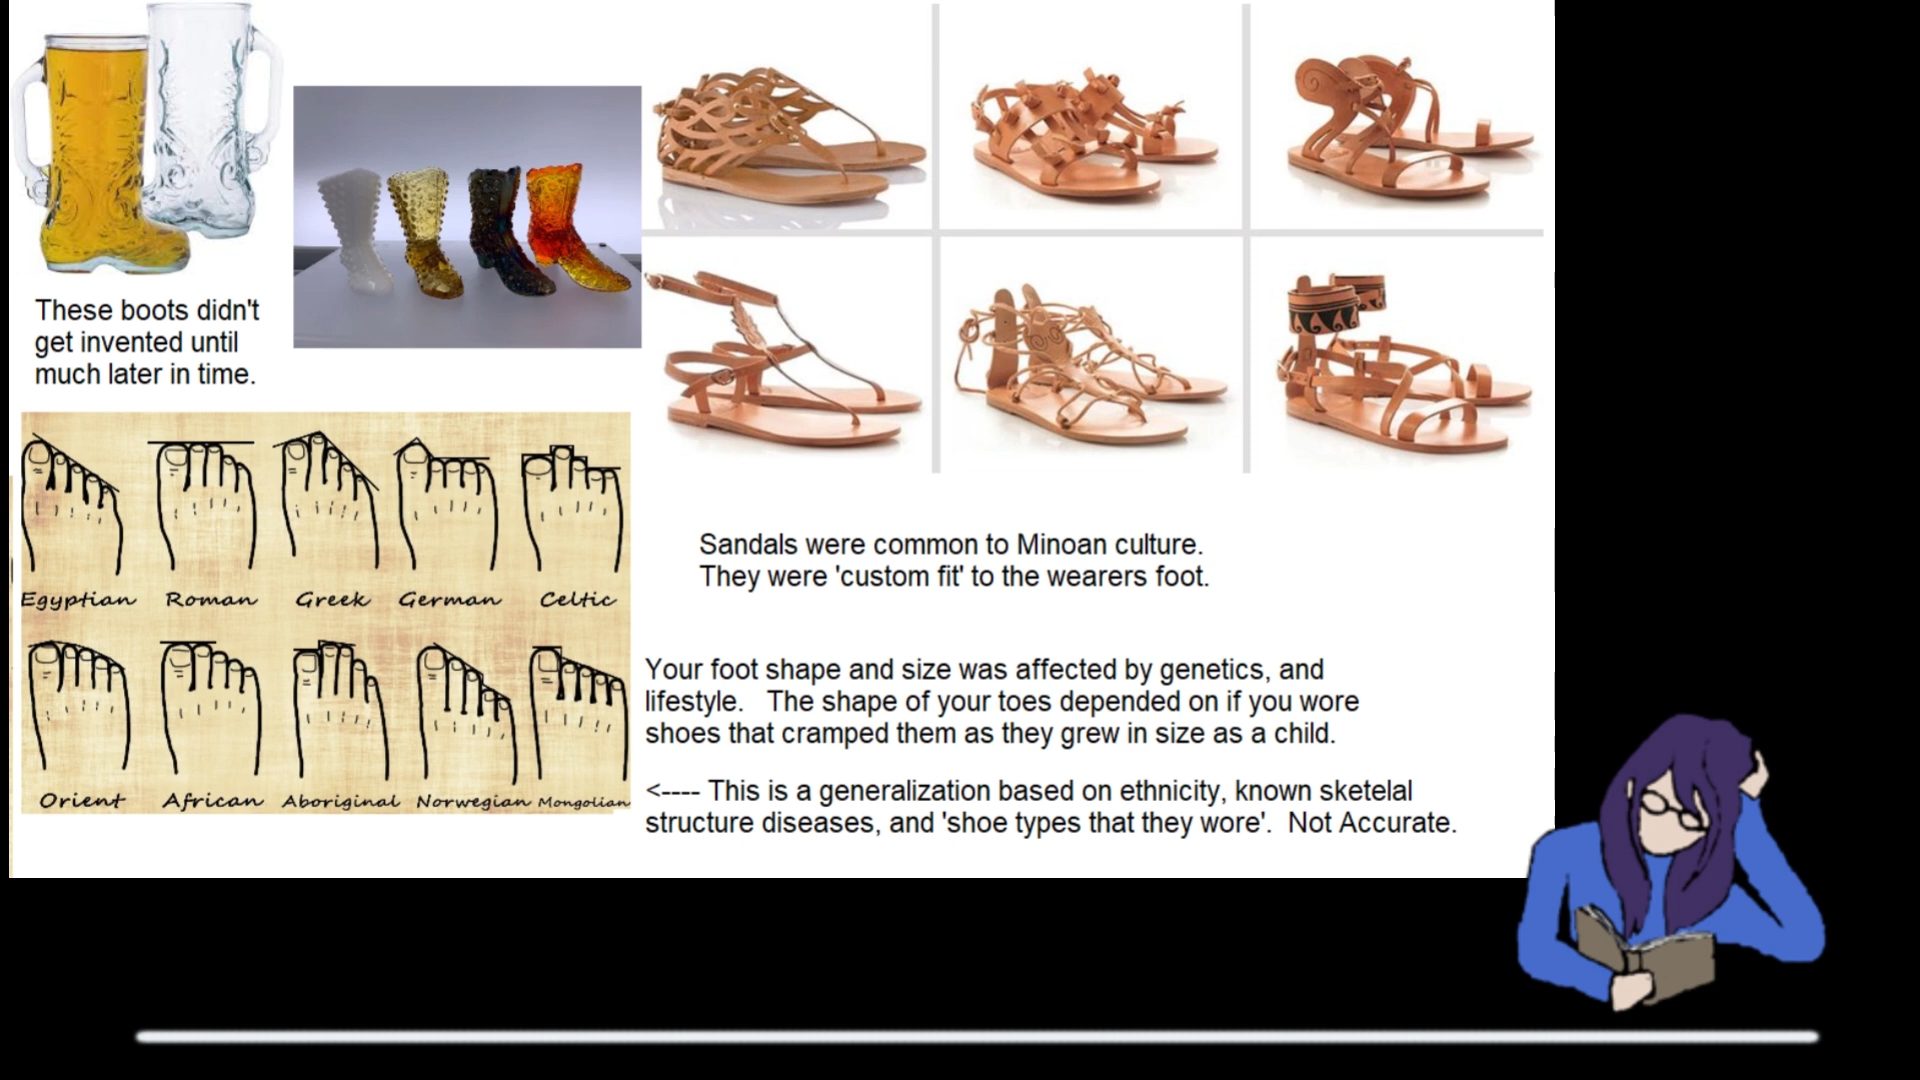 These boots didn't
get invented until
much later in time.
Egyptian Roman Greek German Celtic
Orient African Aboriginal Norwegian Mongolian
Sandals were common to Minoan culture.
They were 'custom fit' to the wearers foot.
Your foot shape and size was affected by genetics, and
lifestyle.   The shape of your toes depended on if you wore
shoes that cramped them as they grew in size as a child.
<---- This is a generalization based on ethnicity, known sketelal
structure diseases, and 'shoe types that they wore'.  Not Accurate.